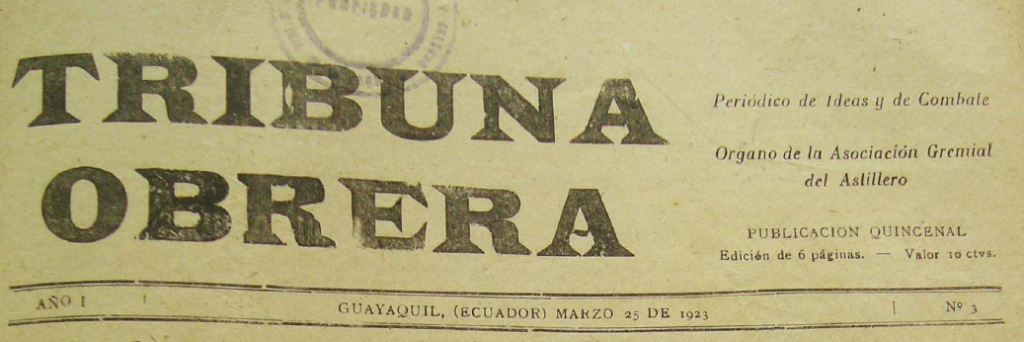 PROPIEDAD
TRIBUNA
OBRERA
Periódico de Ideas y de Combate
Organo de la Asociación Gremial
del Astillero
PUBLICACION QUINCENAL
Edición de 6 páginas. — Valor 10 ctvs.
AÑO I
GUAYAQUIL, (ECUADOR) MARZO 25 DE 1923
Nº 3